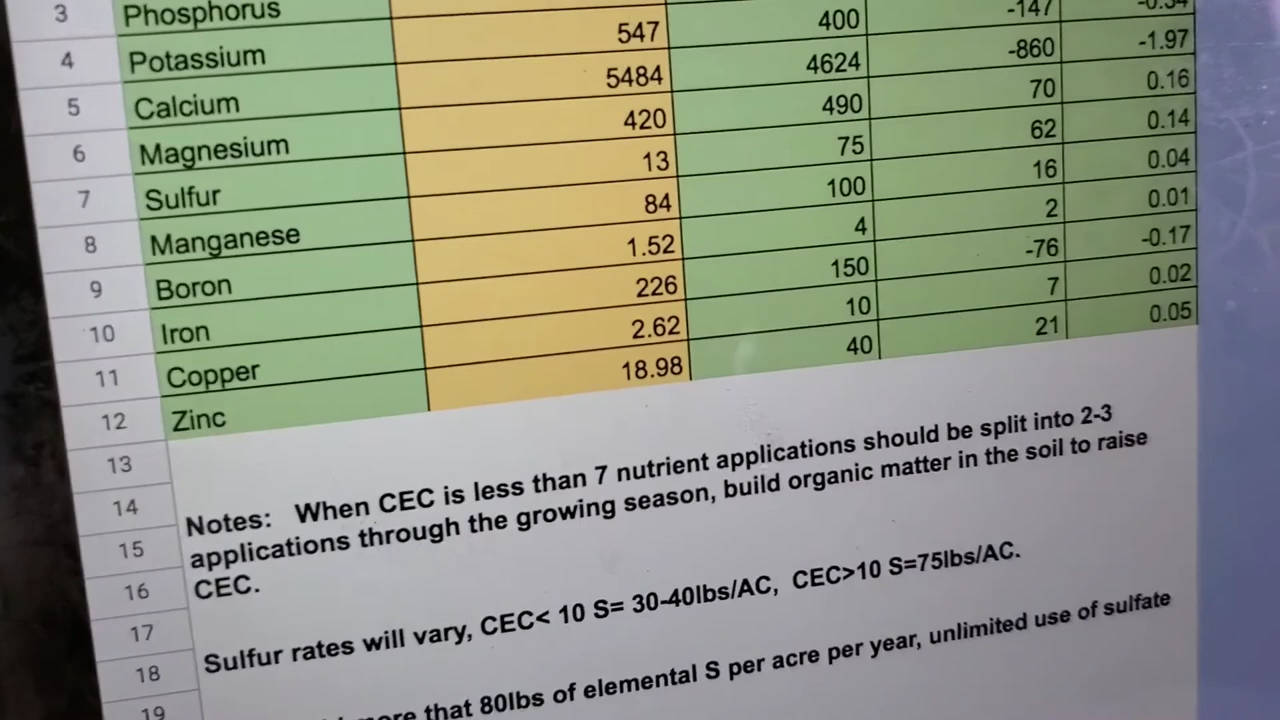 3 Phosphorus
4 Potassium 547 400 -147 -0.34
5 Calcium 5484 4624 -860 -1.97
6 Magnesium 420 490 70 0.16
7 Sulfur 13 75 62 0.14
8 Manganese 84 100 16 0.04
9 Boron 1.52 4 2 0.01
10 Iron 226 150 -76 -0.17
11 Copper 2.62 10 7 0.02
12 Zinc 18.98 40 21 0.05
13
14 Notes: When CEC is less than 7 nutrient applications should be split into 2-3
15 applications through the growing season, build organic matter in the soil to raise
16 CEC.
17
18 Sulfur rates will vary, CEC< 10 S= 30-40lbs/AC, CEC>10 S=75lbs/AC.
19
more that 80lbs of elemental S per acre per year, unlimited use of sulfate